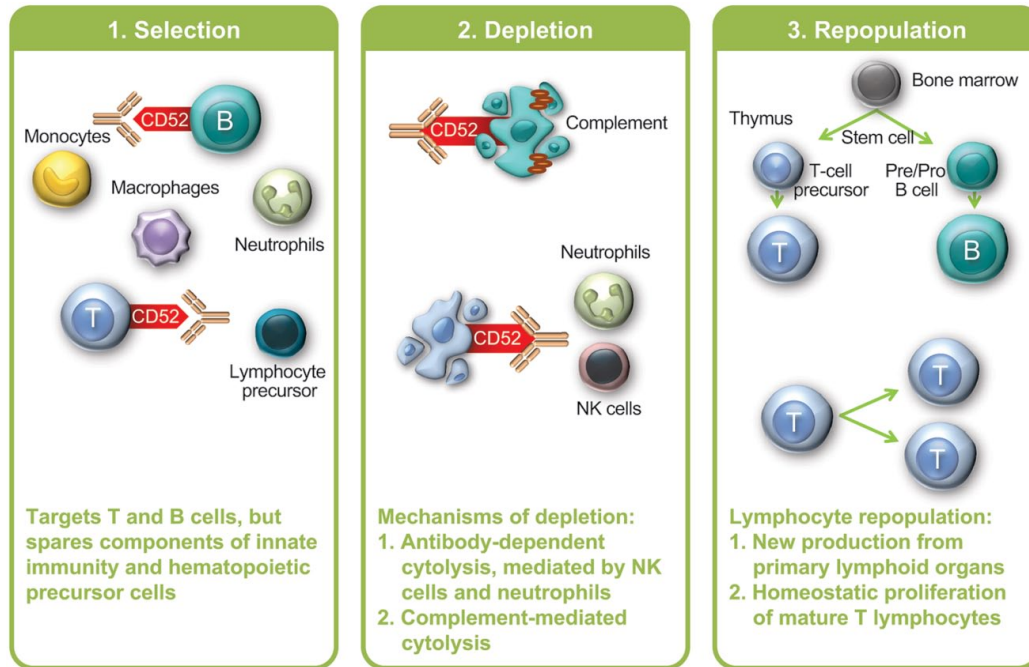 1. Selection
CD52
B
Monocytes
Macrophages
Neutrophils
T
CD52
Lymphocyte
precursor
Targets T and B cells, but
spares components of innate
immunity and hematopoietic
precursor cells
2. Depletion
CD52
Complement
Neutrophils
CD52
NK cells
Mechanisms of depletion:
1. Antibody-dependent
cytolysis, mediated by NK
cells and neutrophils
2. Complement-mediated
cytolysis
3. Repopulation
Bone marrow
Thymus
Stem cell
T-cell
precursor
Pre/Pro
B cell
T
B
T
T
T
Lymphocyte repopulation:
1. New production from
primary lymphoid organs
2. Homeostatic proliferation
of mature T lymphocytes